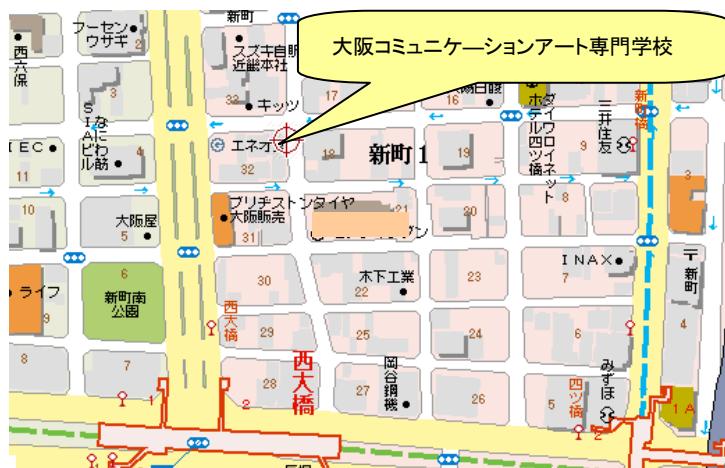 新町
大阪コミュニケーションアート専門学校
フーセン
ウサギ
西六保
2
スズキ自販
近畿本社
3
33
キッツ
17
16
ホテル四ツ橋
ダイワロイネット
新町橋
三井住友
SIAビル
なにわ筋
IEC
11
4
エネオ
32
18
新町1
19
9
10
大阪屋
5
ブリヂストンタイヤ
大阪販売
31
21
20
8
3
6
新町南
公園
ライフ
9
30
木下工業
22
23
7
INAX
〒新町
西大橋
29
25
24
6
4
8
7
28
西大橋
27
岡谷鋼機
26
5
四ツ橋
みずほ
1A
1
2
2
1